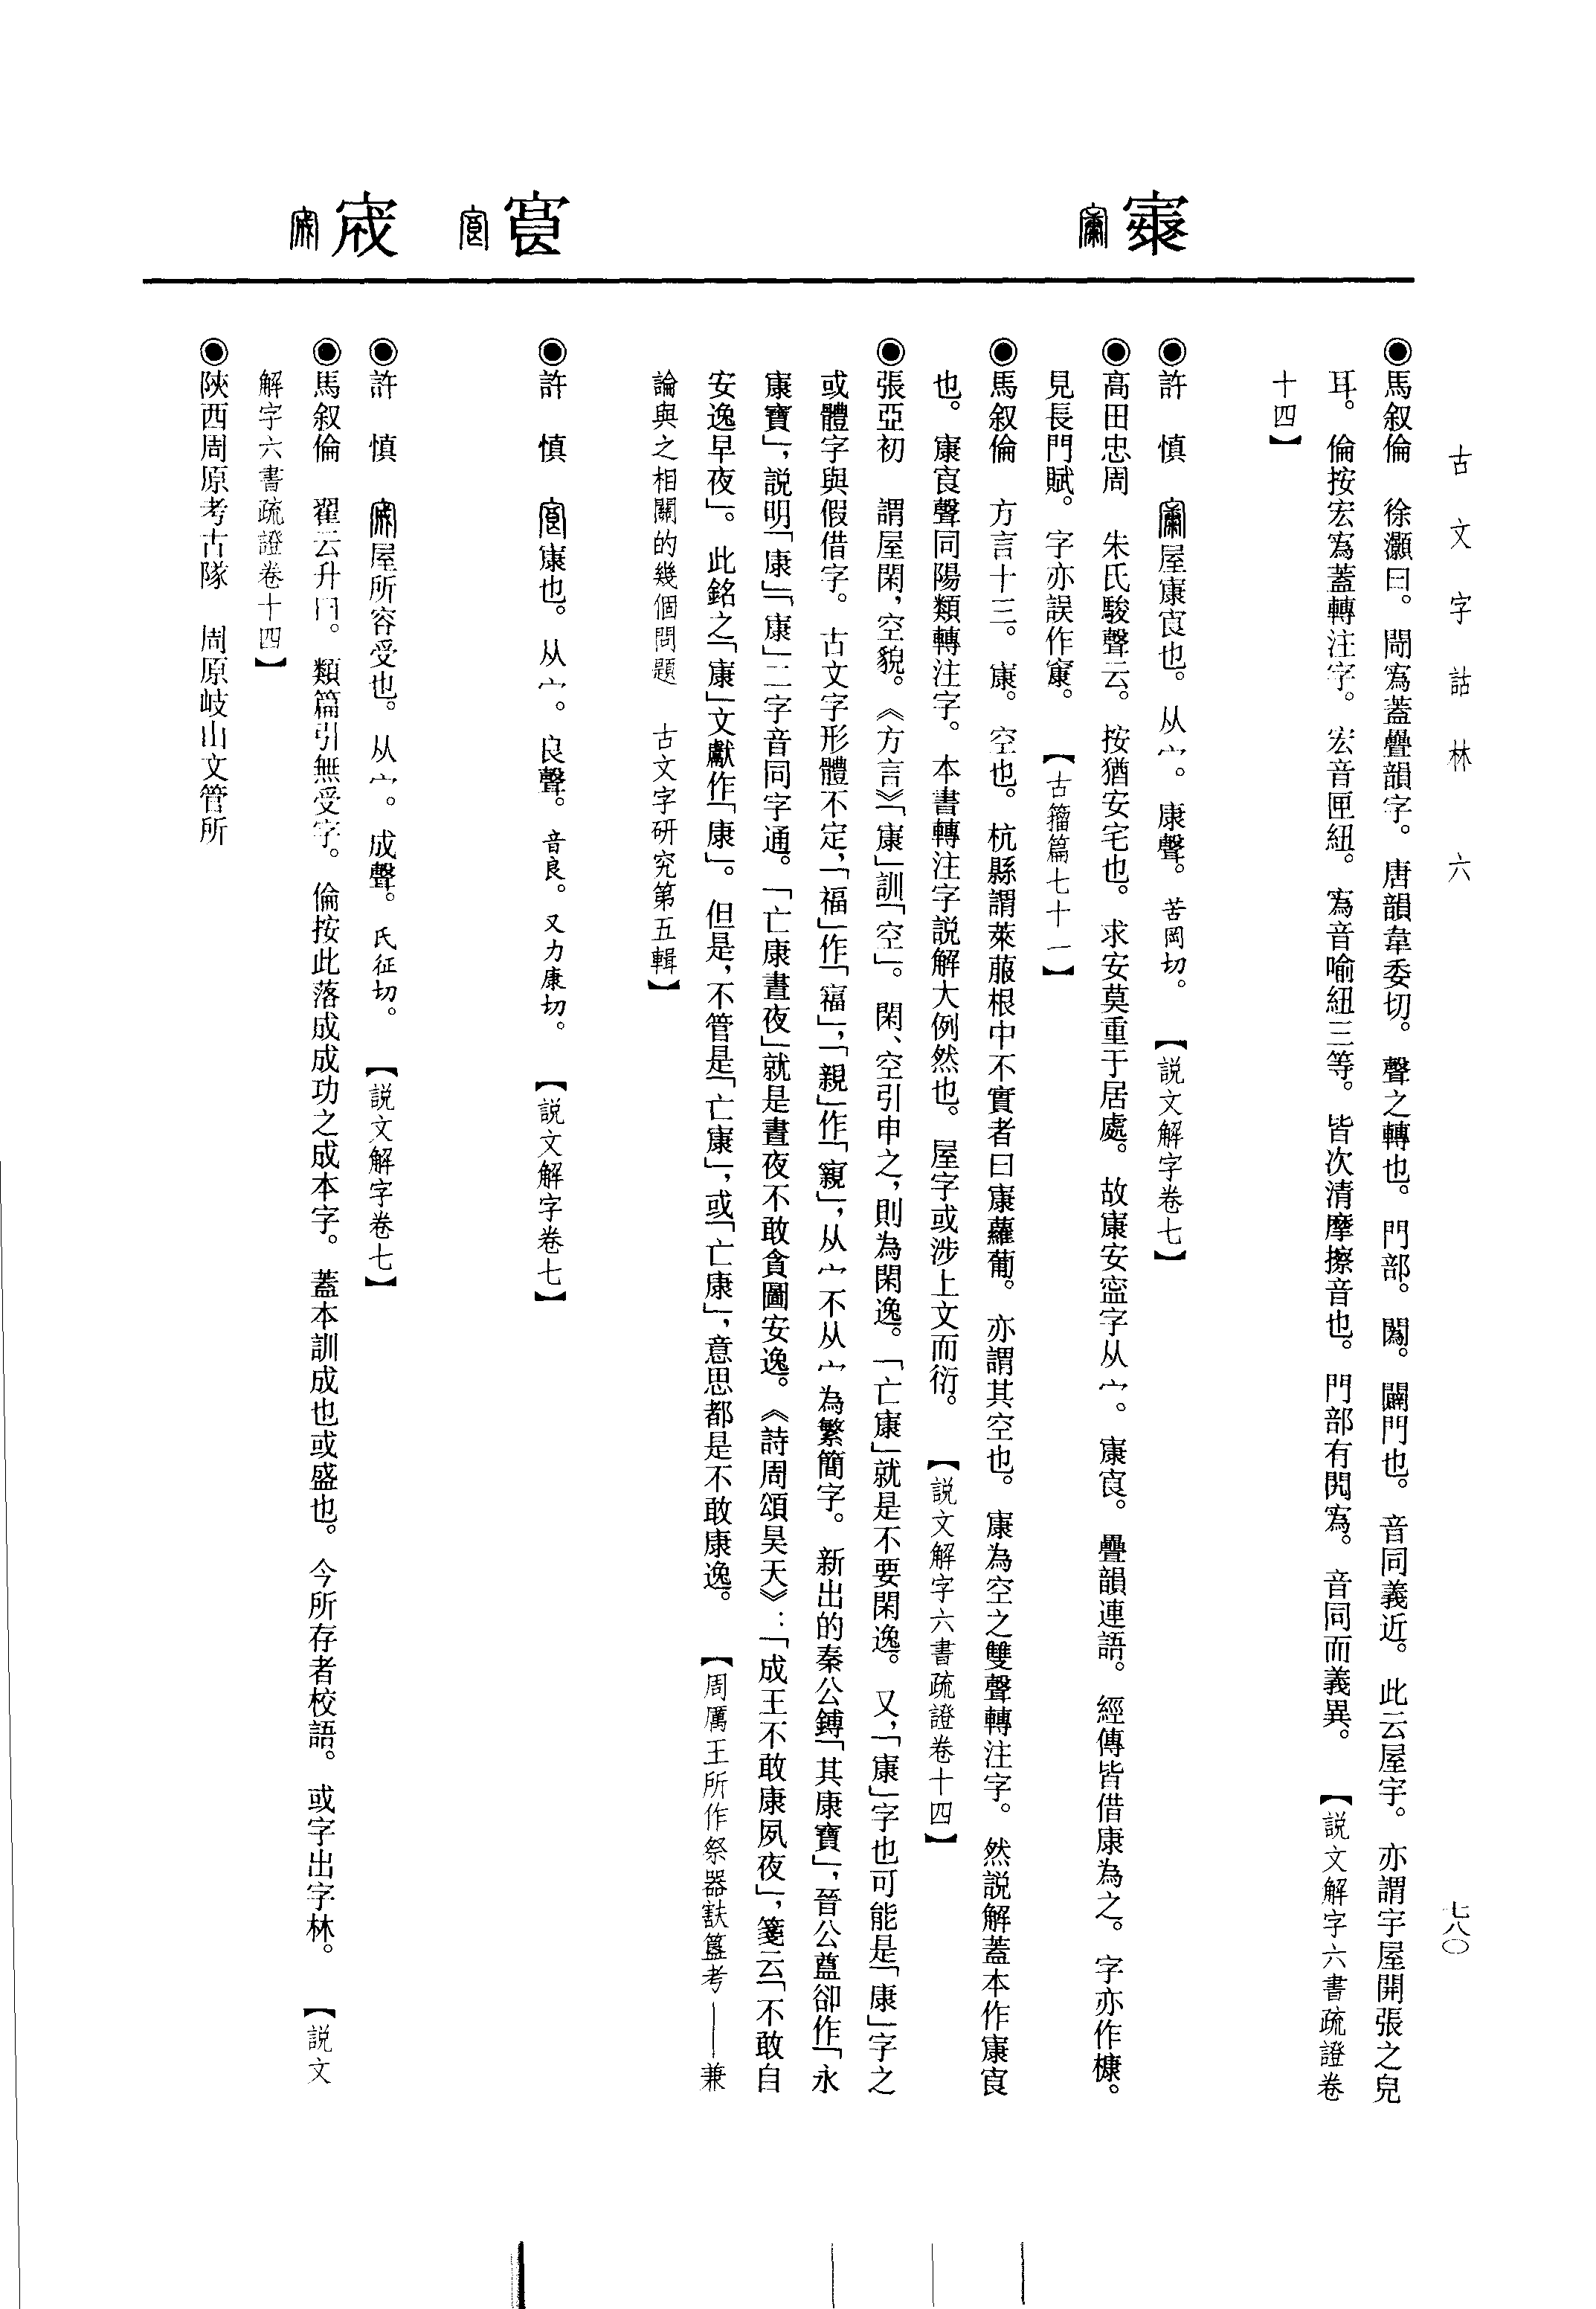 古文字詁林　六
七八〇
㝩
◉馬叙倫　徐灝曰。閜寪蓋疊韻字。唐韻韋委切。聲之轉也。門部。闖。闢門也。音同義近。此云屋宇。亦謂宇屋開張之皃
耳。倫按宏寪蓋轉注字。宏音匣紐。寪音喻紐三等。皆次清摩擦音也。門部有閲寪。音同而義異。　【説文解字六書疏證卷
十四】
◉許　慎　㝩屋㝩㝗也。从宀。康聲。苦岡切。　【説文解字卷七】
◉高田忠周　朱氏駿聲云。按猶安宅也。求安莫重于居處。故㝩安寍字从宀。㝩㝗。疊韻連語。經傳皆借康為之。字亦作槺。
見長門賦。字亦誤作㝩。　【古籀篇七十一】
◉馬叙倫　方言十三。㝩。空也。杭縣謂萊菔根中不實者曰㝩蘿蔔。亦謂其空也。㝩為空之雙聲轉注字。然説解蓋本作㝩㝗
也。㝩㝗聲同陽類轉注字。本書轉注字説解大例然也。屋字或涉上文而衍。　【説文解字六書疏證卷十四】
◉張亞初　謂屋閑，空貌。《方言》「㝩」訓「空」。閑、空引申之，則為閑逸。「亡㝩」就是不要閑逸。又，「㝩」字也可能是「康」字之
或體字與假借字。古文字形體不定，「福」作「寚」，「親」作「寴」，从宀不从宀為繁簡字。新出的秦公鎛「其康寶」，晉公𥂴卻作「永
㝩寶」，説明「康」「㝩」二字音同字通。「亡康晝夜」就是晝夜不敢貪圖安逸。《詩周頌昊天》：「成王不敢康夙夜」，箋云「不敢自
安逸早夜」。此銘之「㝩」文獻作「康」。但是，不管是「亡㝩」，或「亡康」，意思都是不敢康逸。　【周厲王所作祭器㝬簋考——兼
論與之相關的幾個問題　古文字研究第五輯】
㝗
◉許　慎　㝗㝩也。从宀。良聲。音良。又力康切。　【説文解字卷七】
宬
◉許　慎　宬屋所容受也。从宀。成聲。氏征切。　【説文解字卷七】
◉馬叙倫　翟云升曰。類篇引無受字。倫按此落成成功之成本字。蓋本訓成也或盛也。今所存者校語。或字出字林。　【説文
解字六書疏證卷十四】
◉陝西周原考古隊　周原岐山文管所